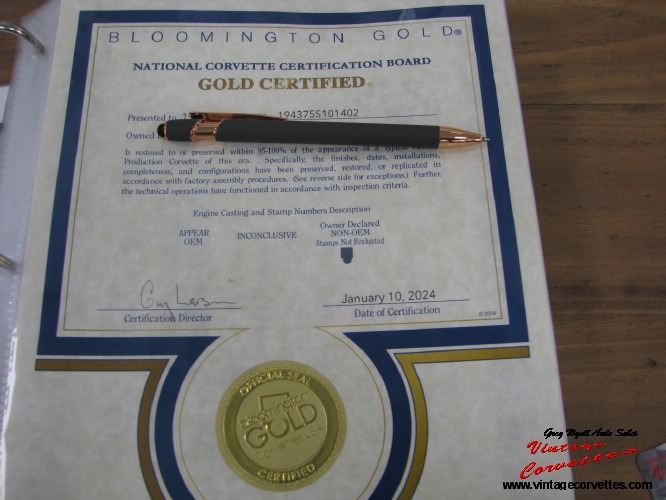 BLOOMINGTON GOLD®
NATIONAL CORVETTE CERTIFICATION BOARD
GOLD CERTIFIED
Presented to 194375S101402
Owned
Is restored to or preserved within 95-100% of the appearance of a
Production Corvette of this era. Specifically, the finishes, dates, installations,
completeness, and configurations have been preserved, restored, or replicated in
accordance with factory assembly procedures. (See reverse side for exceptions.) Further,
the technical operations have functioned in accordance with inspection criteria.
Engine Casting and Stamp Numbers Description
APPEAR
OEM
INCONCLUSIVE
Owner Declared
NON-OEM
Stamps Not Evaluated
January 10, 2024
Certification Director
Date of Certification
OFFICIAL SEAL
bloomington
GOLD
CERTIFIED
Greg Wyatt Auto Sales
Vintage
Corvettes
www.vintagecorvettes.com